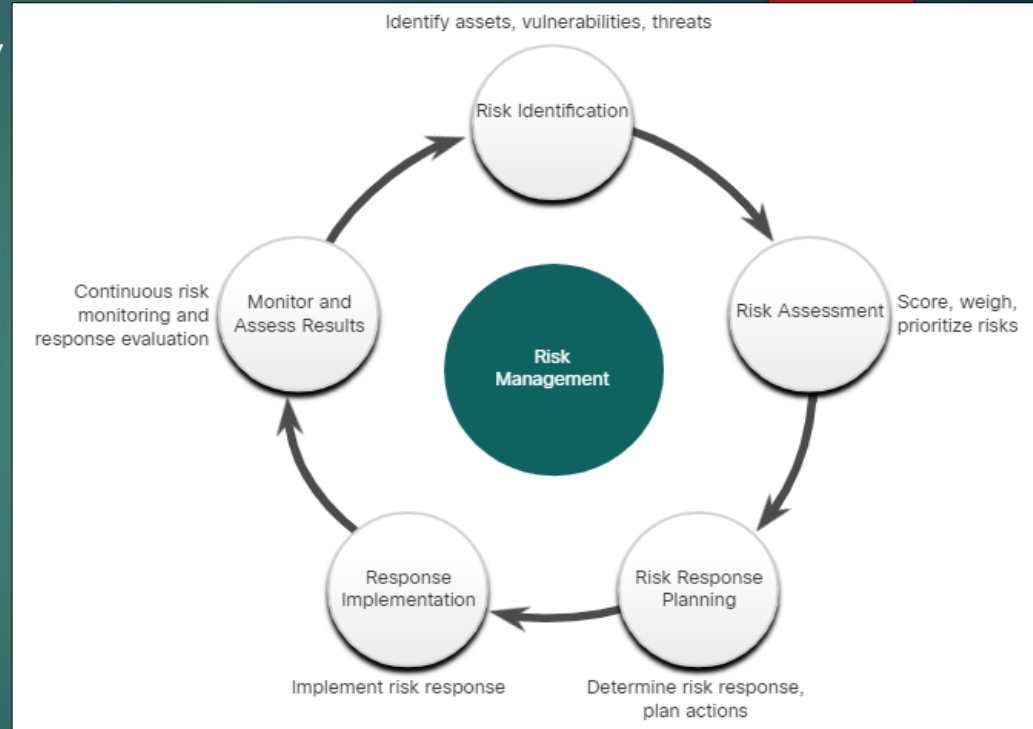 Identify assets, vulnerabilities, threats
Risk Identification
Risk Assessment
Score, weigh,
prioritize risks
Risk Response
Planning
Determine risk response,
plan actions
Response
Implementation
Implement risk response
Monitor and
Assess Results
Continuous risk
monitoring and
response evaluation
Risk
Management